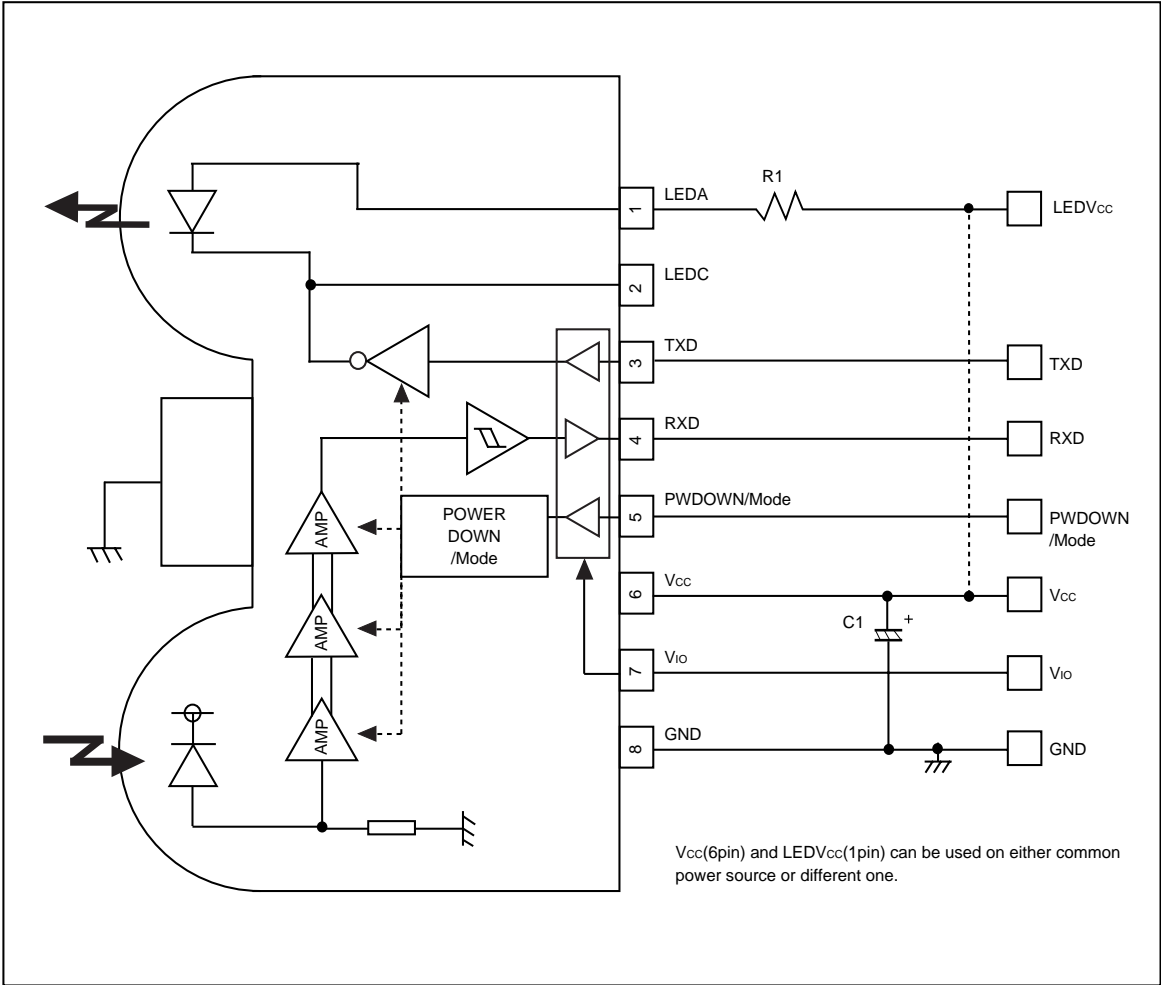 R1
1
LEDA
LEDVcc
2
LEDC
3
TXD
TXD
4
RXD
RXD
5
PWDOWN/Mode
PWDOWN
/Mode
POWER
DOWN
/Mode
AMP
AMP
AMP
6
Vcc
Vcc
C1
+
7
VIO
VIO
8
GND
GND
Vcc(6pin) and LEDVcc(1pin) can be used on either common
power source or different one.